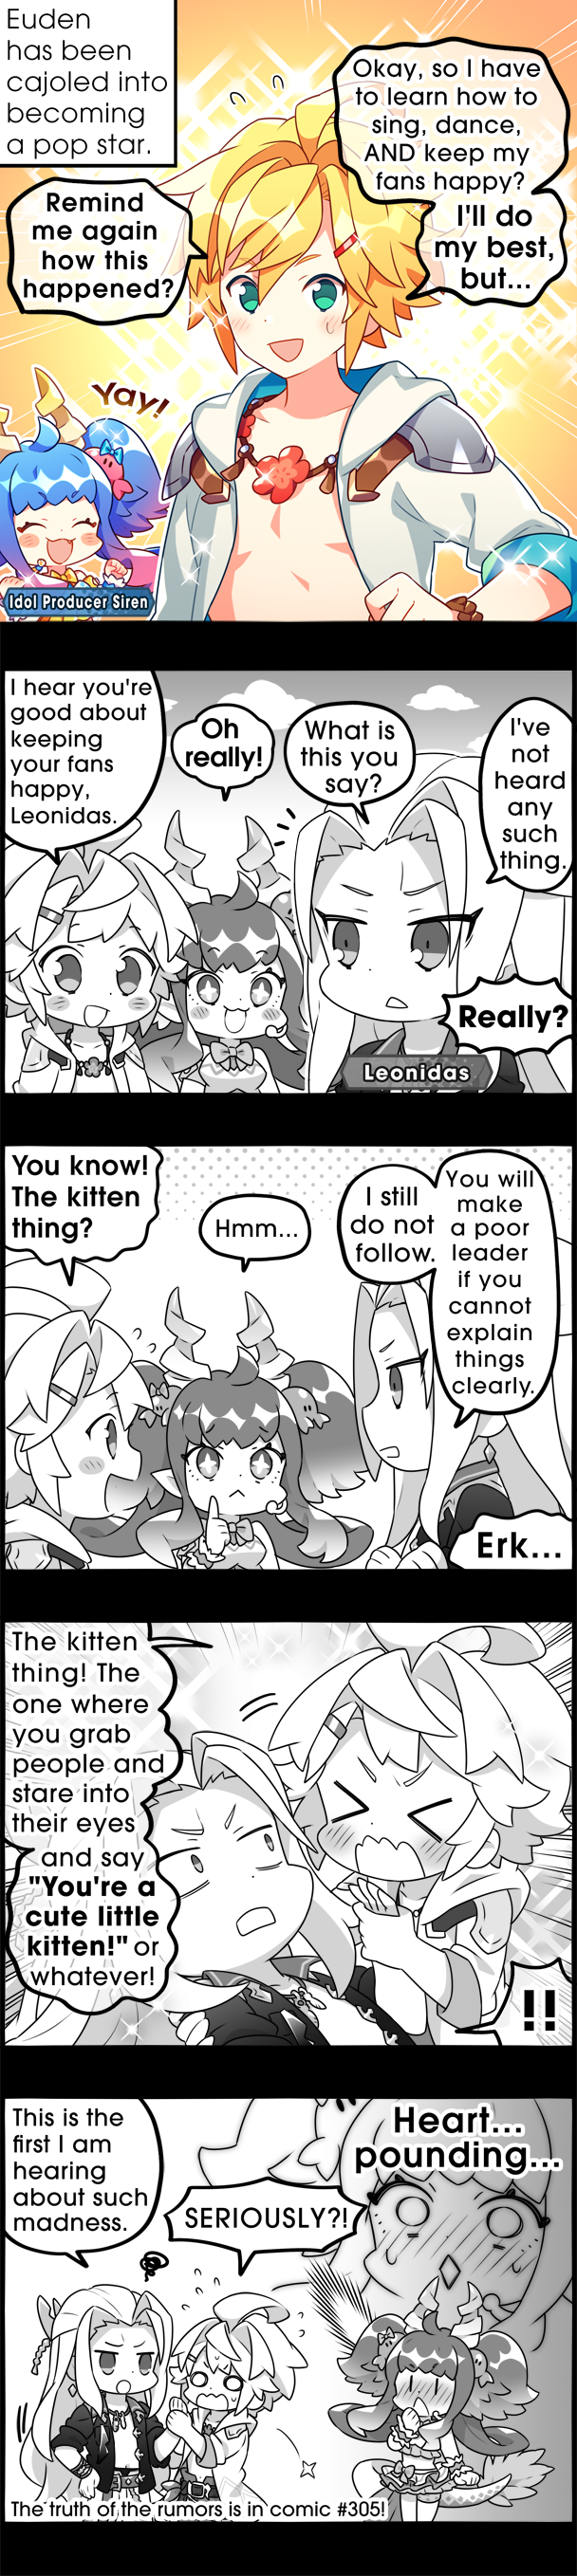 Euden
has been
cajoled into
becoming
a pop star.
Okay, so I have
to learn how to
sing, dance,
AND keep my
fans happy?
I'll do
my best,
but...
Remind
me again
how this
happened?
Yay!
Idol Producer Siren
I hear you're
good about
keeping
your fans
happy,
Leonidas.
Oh
really!
What is
this you
say?
I've
not
heard
any
such
thing.
Really?
Leonidas
You know!
The kitten
thing?
Hmm...
I still
do not
follow.
You will
make
a poor
leader
if you
cannot
explain
things
clearly.
Erk...
The kitten
thing! The
one where
you grab
people and
stare into
their eyes
and say
"You're a
cute little
kitten!" or
whatever!
!!
This is the
first I am
hearing
about such
madness.
SERIOUSLY?!
Heart...
pounding...
The truth of the rumors is in comic #305!